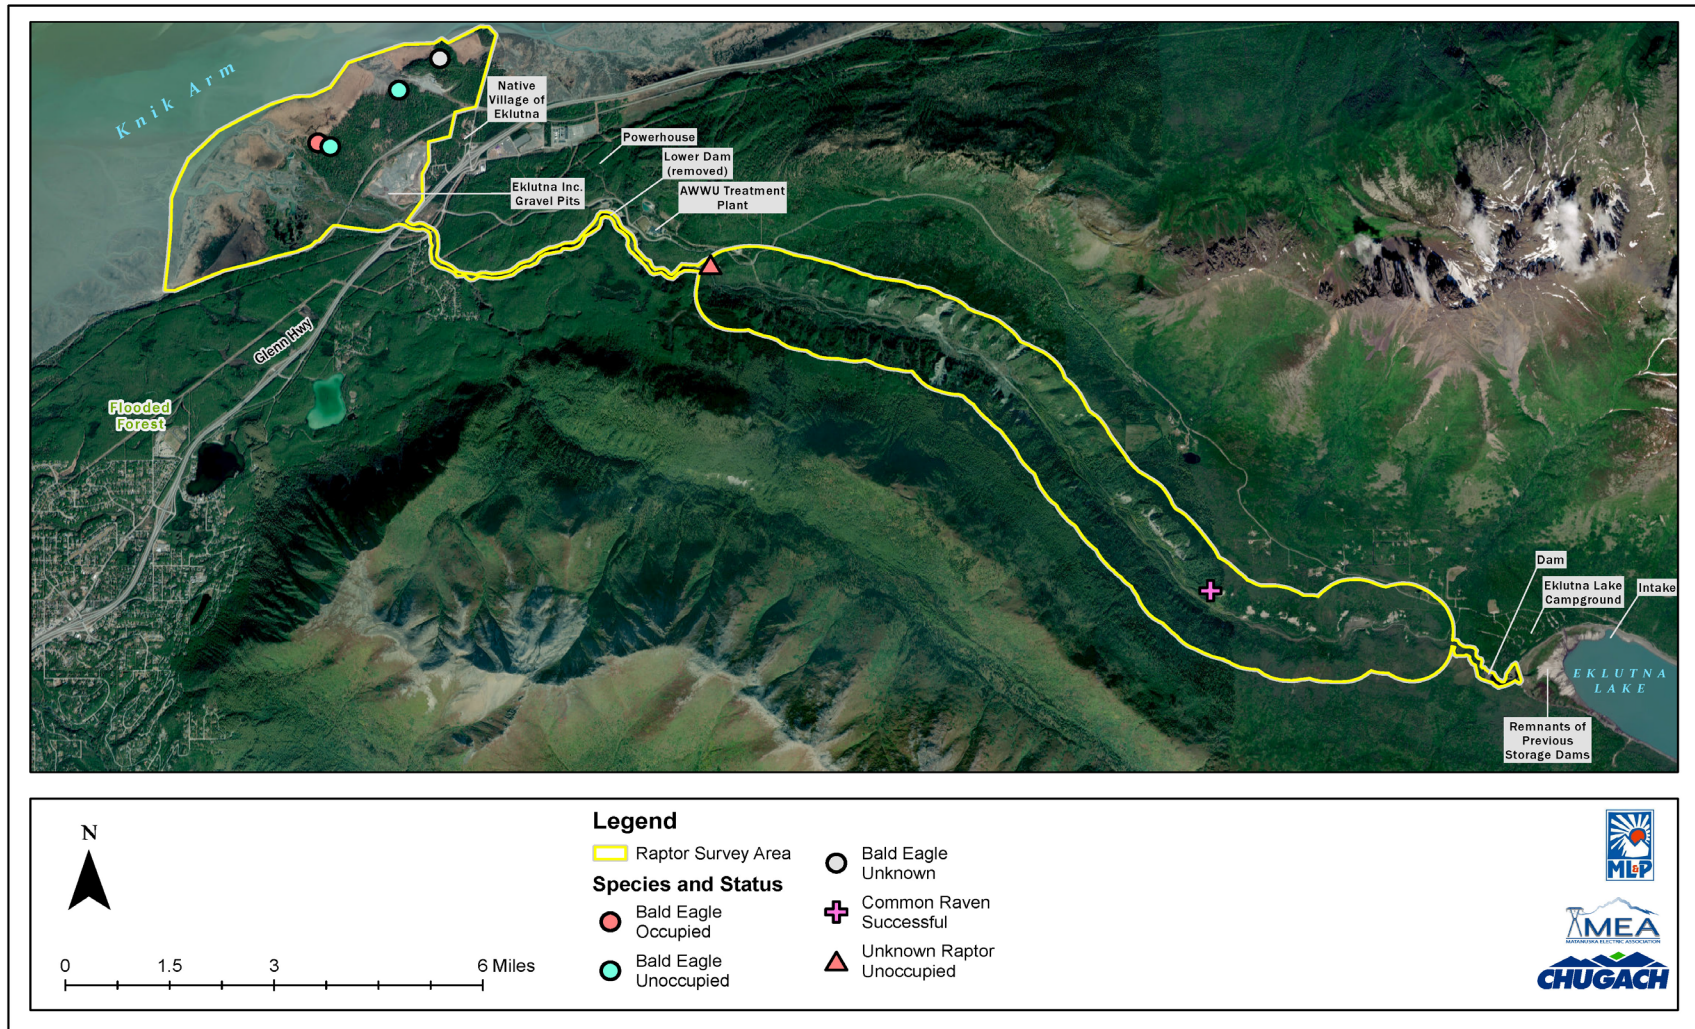 Knik Arm
Native
Village of
Eklutna
Powerhouse
Lower Dam
(removed)
AWWU Treatment
Plant
Eklutna Inc.
Gravel Pits
Glenn Hwy
Flooded
Forest
Dam
Eklutna Lake
Campground
Intake
EKLUTNA
LAKE
Remnants of
Previous
Storage Dams
N
0 1.5 3 6 Miles
Legend
Raptor Survey Area
Species and Status
Bald Eagle
Occupied
Bald Eagle
Unoccupied
Bald Eagle
Unknown
Common Raven
Successful
Unknown Raptor
Unoccupied
ML&P
MEA
MATANUSKA ELECTRIC ASSOCIATION
CHUGACH